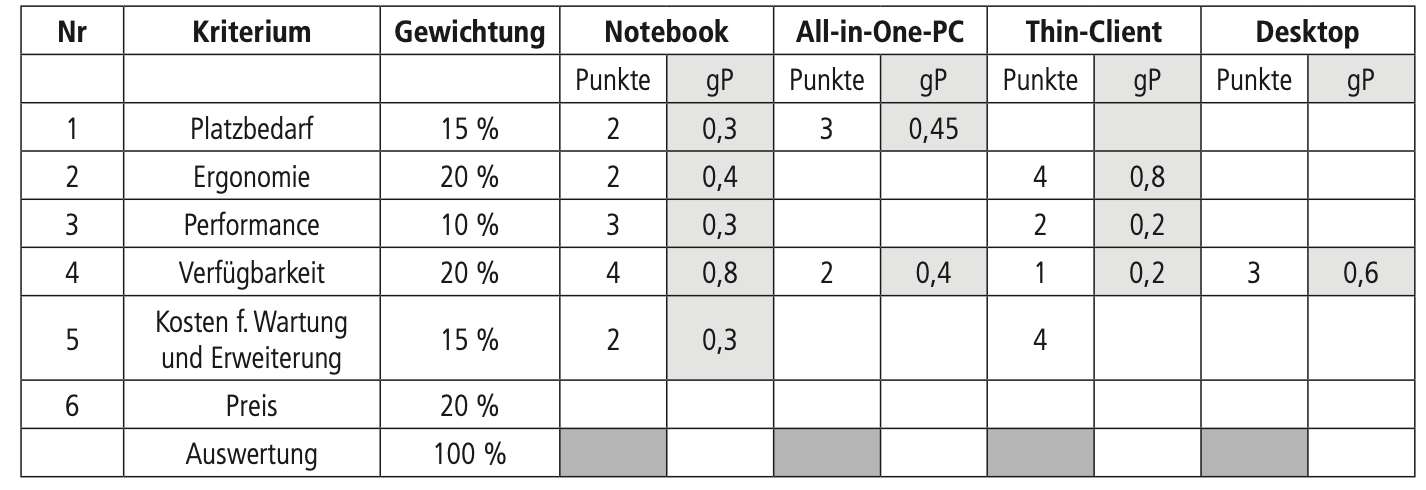 Nr Kriterium Gewichtung Notebook All-in-One-PC Thin-Client Desktop
Punkte gP Punkte gP Punkte gP Punkte gP
1 Platzbedarf 15 % 2 0,3 3 0,45
2 Ergonomie 20 % 2 0,4 4 0,8
3 Performance 10 % 3 0,3 2 0,2
4 Verfügbarkeit 20 % 4 0,8 2 0,4 1 0,2 3 0,6
5 Kosten f. Wartung
und Erweiterung 15 % 2 0,3 4
6 Preis 20 %
Auswertung 100 %